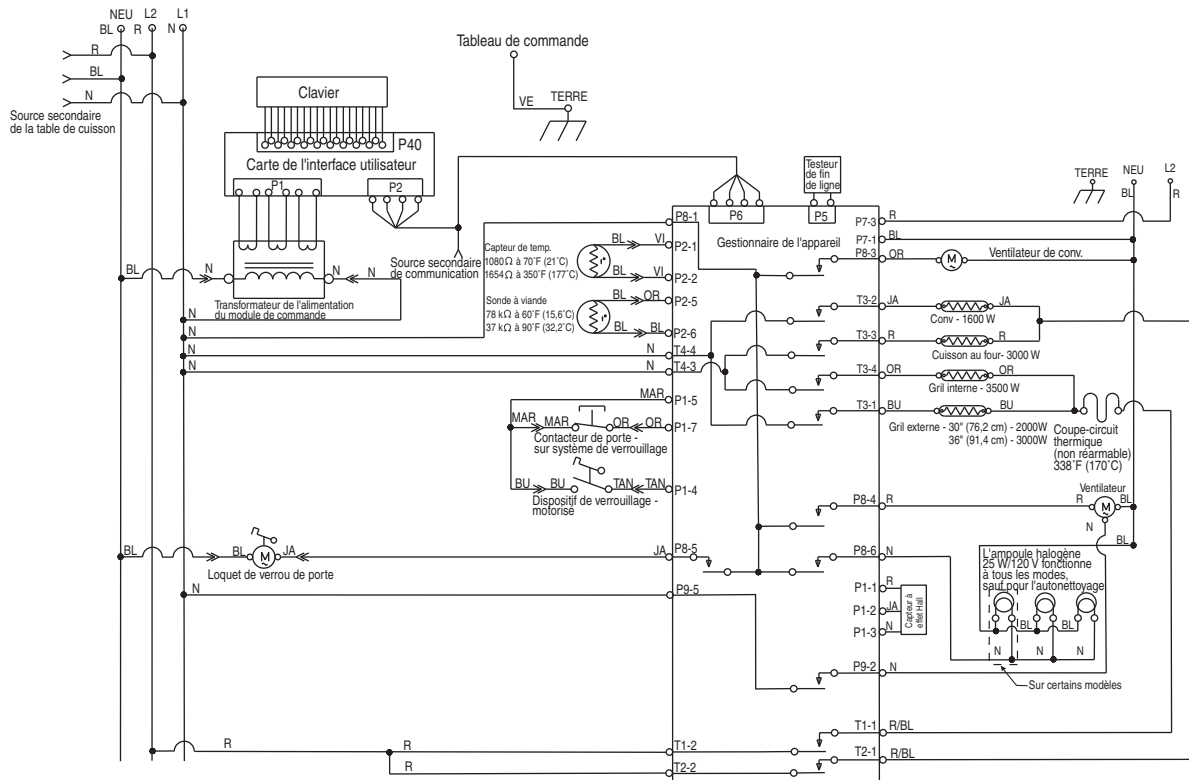 NEU L2 L1
BL R N
R
BL
N
Source secondaire
de la table de cuisson
Clavier
P40
Carte de l'interface utilisateur
P1
P2
BL
N
N
N
Transformateur de l'alimentation
du module de commande
Source secondaire
de communication
Tableau de commande
VE
TERRE
P6
Testeur
de fin
de ligne
P5
Gestionnaire de l'appareil
P8-1
Capteur de temp.
1080Ω à 70˚F (21˚C)
1654Ω à 350˚F (177˚C)
BL VI
P2-1
BL VI
P2-2
Sonde à viande
78 kΩ à 60˚F (15,6˚C)
37 kΩ à 90˚F (32,2˚C)
BL OR
P2-5
BL BL
P2-6
N
N
N N T4-4
N N T4-3
MAR P1-5
MAR MAR OR OR P1-7
Contacteur de porte -
sur système de verrouillage
BU BU TAN TAN P1-4
Dispositif de verrouillage -
motorisé
BL BL M JA JA P8-5
Loquet de verrou de porte
N P9-5
R R T1-2
R T2-2
TERRE NEU L2
BL R
P7-3 R
P7-1 BL
P8-3 OR M Ventilateur de conv.
T3-2 JA JA
Conv - 1600 W
T3-3 R R
Cuisson au four- 3000 W
T3-4 OR OR
Gril interne - 3500 W
T3-1 BU BU
Gril externe - 30" (76,2 cm) - 2000W
36" (91,4 cm) - 3000W
Coupe-circuit
thermique
(non réarmable)
338˚F (170˚C)
Ventilateur
P8-4 R R M BL
N
BL
P8-6 N
L'ampoule halogène
25 W/120 V fonctionne
à tous les modes,
sauf pour l'autonettoyage
P1-1 R
P1-2 JA
P1-3 N
Capteur à
effet Hall
BL BL
N N N
P9-2 N
Sur certains modèles
T1-1 R/BL
T2-1 R/BL